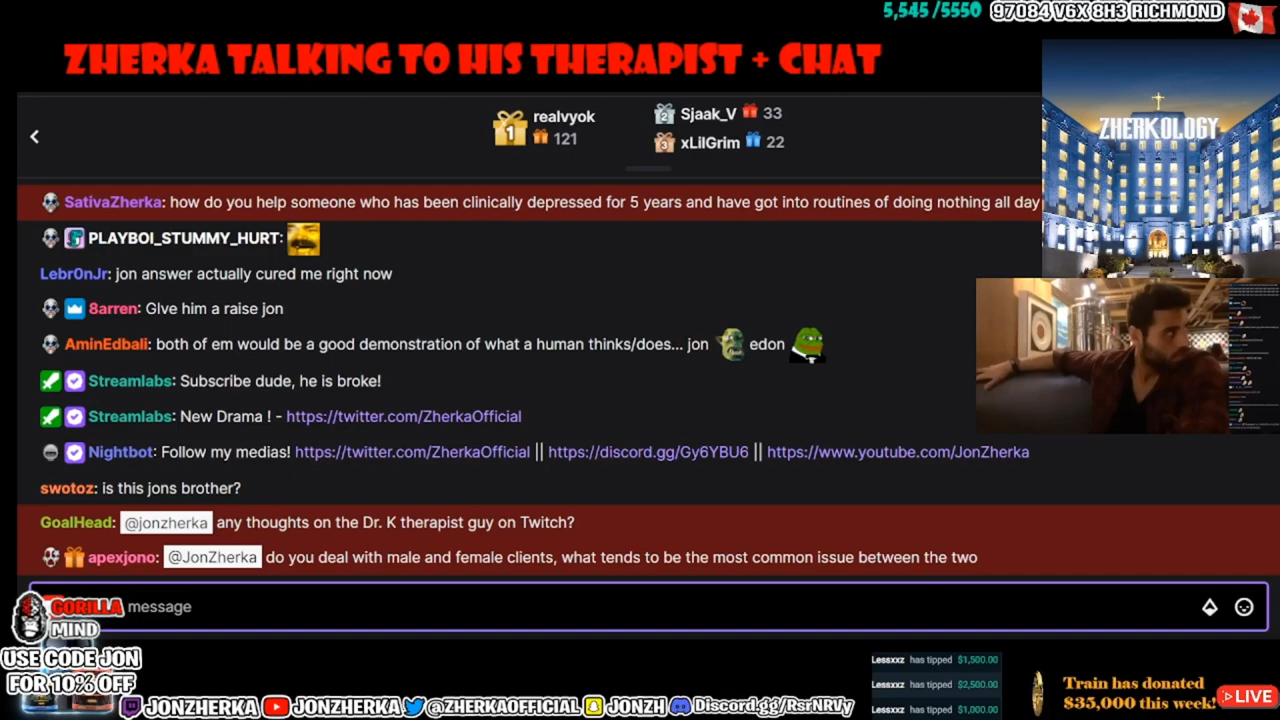 5,545 /5550
97084 V6X 8H3 RICHMOND
ZHERKA TALKING TO HIS THERAPIST + CHAT
1 realvyok
121
2 Sjaak_V 33
3 xLilGrim 22
ZHERKOLOGY
SativaZherka: how do you help someone who has been clinically depressed for 5 years and have got into routines of doing nothing all day
PLAYBOI_STUMMY_HURT:
Lebr0nJr: jon answer actually cured me right now
8arren: GIve him a raise jon
AminEdbali: both of em would be a good demonstration of what a human thinks/does... jon edon
Streamlabs: Subscribe dude, he is broke!
Streamlabs: New Drama ! - https://twitter.com/ZherkaOfficial
Nightbot: Follow my medias! https://twitter.com/ZherkaOfficial || https://discord.gg/Gy6YBU6 || https://www.youtube.com/JonZherka
swotoz: is this jons brother?
GoalHead: @jonzherka any thoughts on the Dr. K therapist guy on Twitch?
apexjono: @JonZherka do you deal with male and female clients, what tends to be the most common issue between the two
message
GORILLA
MIND
USE CODE JON
FOR 10% OFF
Lessxxz has tipped $1,500.00
Lessxxz has tipped $2,500.00
Lessxxz has tipped $1,000.00
Train has donated
$35,000 this week!
LIVE
JONZHERKA JONZHERKA @ZHERKAOFFICIAL JONZH Discord.gg/RsrNRVy